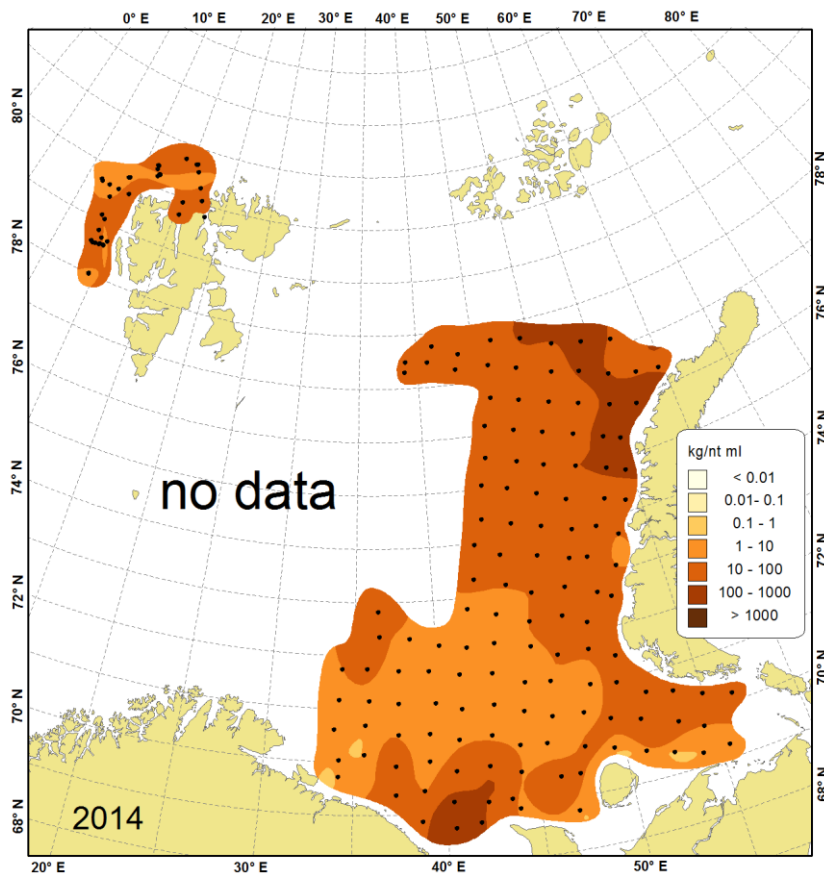 0° E 10° E 20° E 30° E 40° E 50° E 60° E 70° E 80° E
80° N
78° N
76° N
74° N
72° N
70° N
68° N
78° N
76° N
74° N
72° N
70° N
kg/nt ml
< 0.01
0.01- 0.1
0.1 - 1
1 - 10
10 - 100
100 - 1000
> 1000
no data
2014
20° E 30° E 40° E 50° E